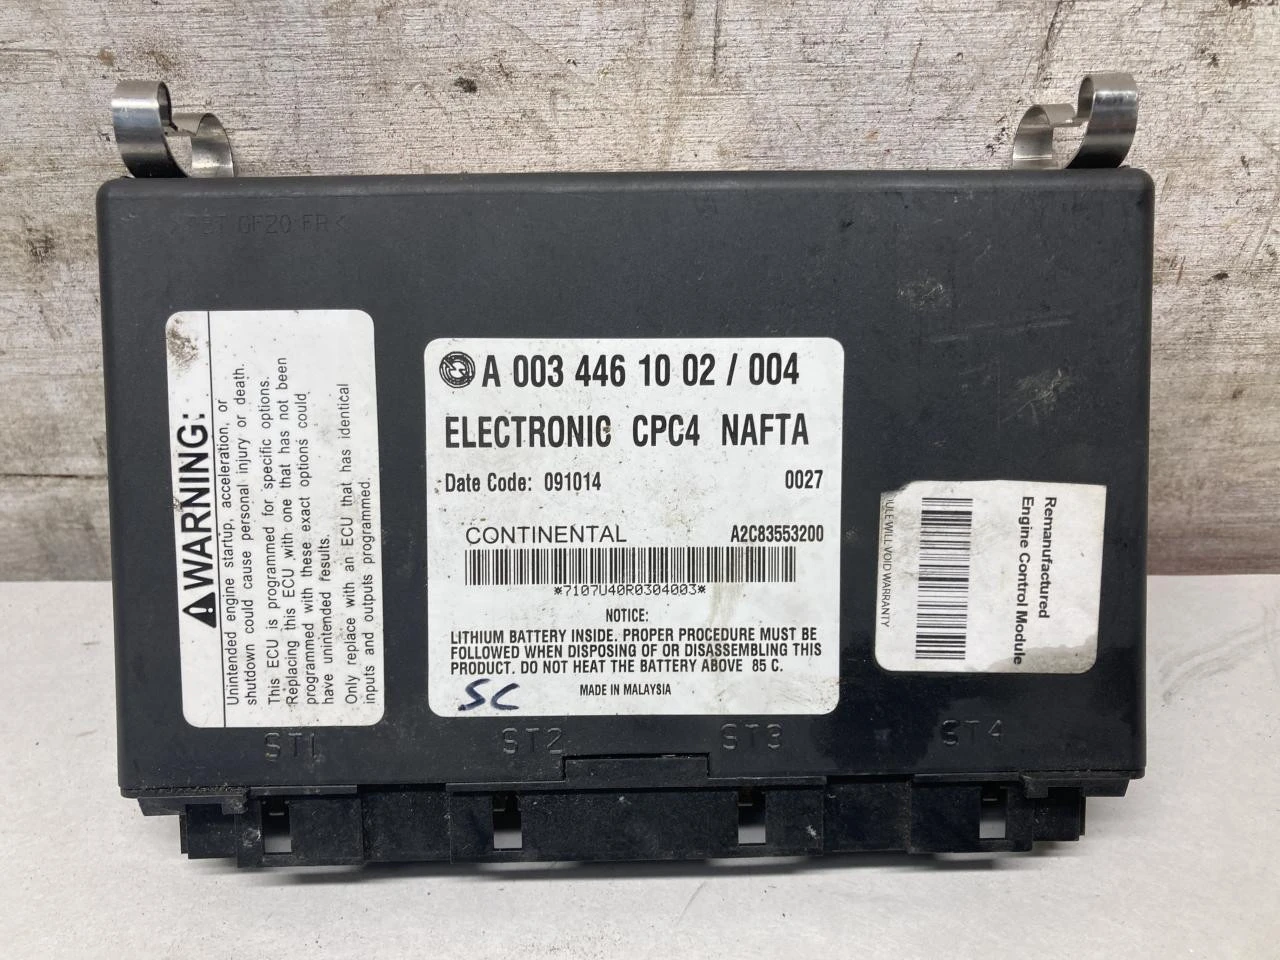 >PBT GF20 FR<
WARNING:
Unintended engine startup, acceleration, or
shutdown could cause personal injury or death.
This ECU is programmed for specific options.
Replacing this ECU with one that has not been
programmed with these exact options could
have unintended results.
Only replace with an ECU that has identical
inputs and outputs programmed.
A 003 446 10 02 / 004
ELECTRONIC CPC4 NAFTA
Date Code: 091014 0027
CONTINENTAL A2C83553200
*7107U40R0304003*
NOTICE:
LITHIUM BATTERY INSIDE. PROPER PROCEDURE MUST BE
FOLLOWED WHEN DISPOSING OF OR DISASSEMBLING THIS
PRODUCT. DO NOT HEAT THE BATTERY ABOVE 85 C.
MADE IN MALAYSIA
SC
Remanufactured
Engine Control Module
WILL VOID WARRANTY
ST1 ST2 ST3 ST4